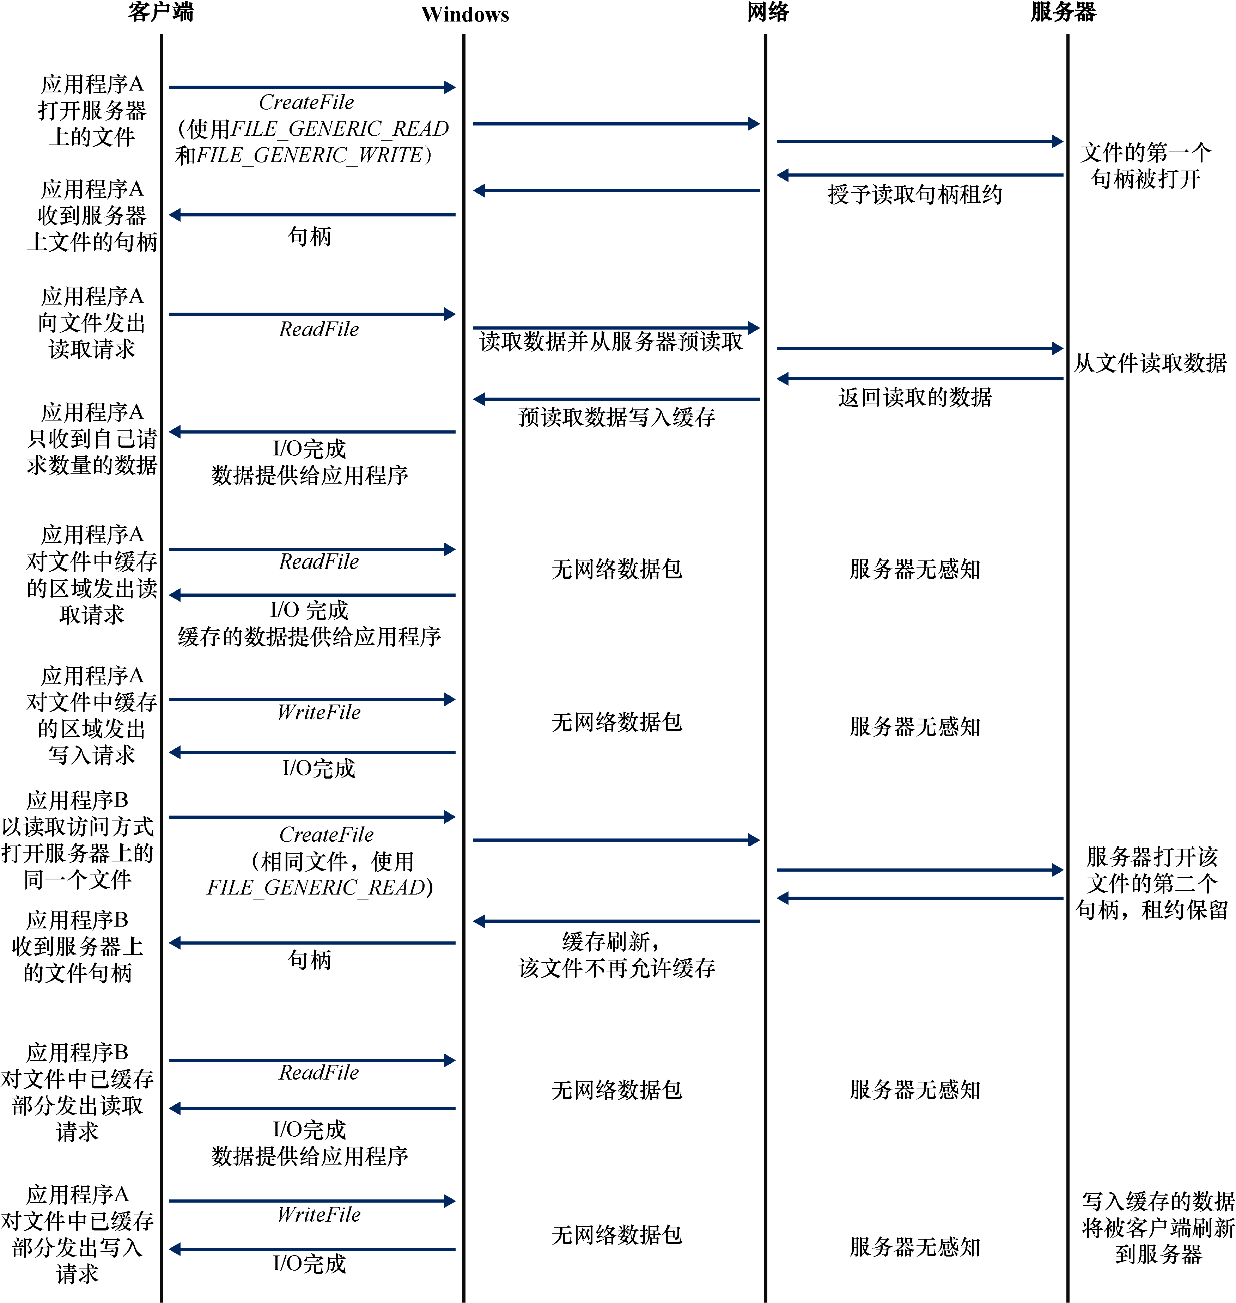 客户端
Windows
网络
服务器
应用程序A
打开服务器
上的文件
CreateFile
（使用FILE_GENERIC_READ
和FILE_GENERIC_WRITE）
文件的第一个
句柄被打开
授予读取句柄租约
应用程序A
收到服务器
上文件的句柄
句柄
应用程序A
向文件发出
读取请求
ReadFile
读取数据并从服务器预读取
从文件读取数据
返回读取的数据
预读取数据写入缓存
应用程序A
只收到自己请
求数量的数据
I/O完成
数据提供给应用程序
应用程序A
对文件中缓存
的区域发出读
取请求
ReadFile
无网络数据包
服务器无感知
I/O 完成
缓存的数据提供给应用程序
应用程序A
对文件中缓存
的区域发出
写入请求
WriteFile
无网络数据包
服务器无感知
I/O完成
应用程序B
以读取访问方式
打开服务器上的
同一个文件
CreateFile
（相同文件，使用
FILE_GENERIC_READ）
服务器打开该
文件的第二个
句柄，租约保留
应用程序B
收到服务器上
的文件句柄
句柄
缓存刷新，
该文件不再允许缓存
应用程序B
对文件中已缓存
部分发出读取
请求
ReadFile
无网络数据包
服务器无感知
I/O完成
数据提供给应用程序
应用程序A
对文件中已缓存
部分发出写入
请求
WriteFile
无网络数据包
服务器无感知
I/O完成
写入缓存的数据
将被客户端刷新
到服务器